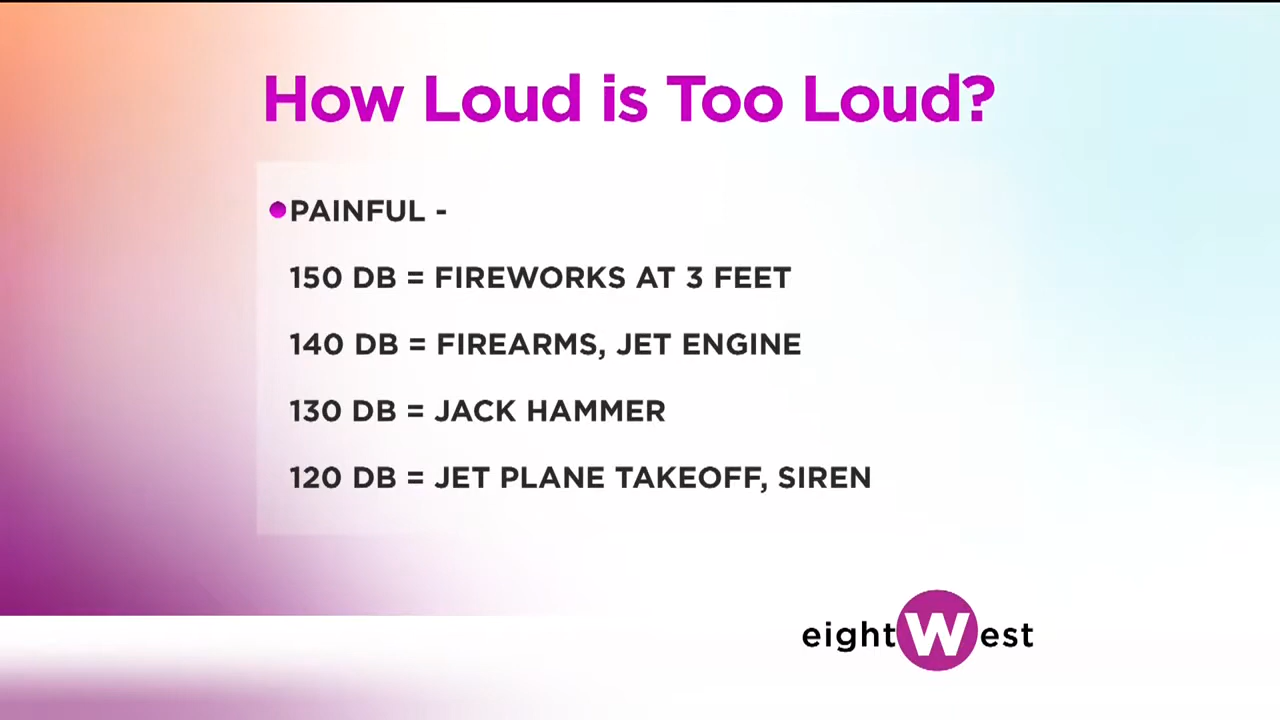 How Loud is Too Loud?
PAINFUL -
150 DB = FIREWORKS AT 3 FEET
140 DB = FIREARMS, JET ENGINE
130 DB = JACK HAMMER
120 DB = JET PLANE TAKEOFF, SIREN
eightWest